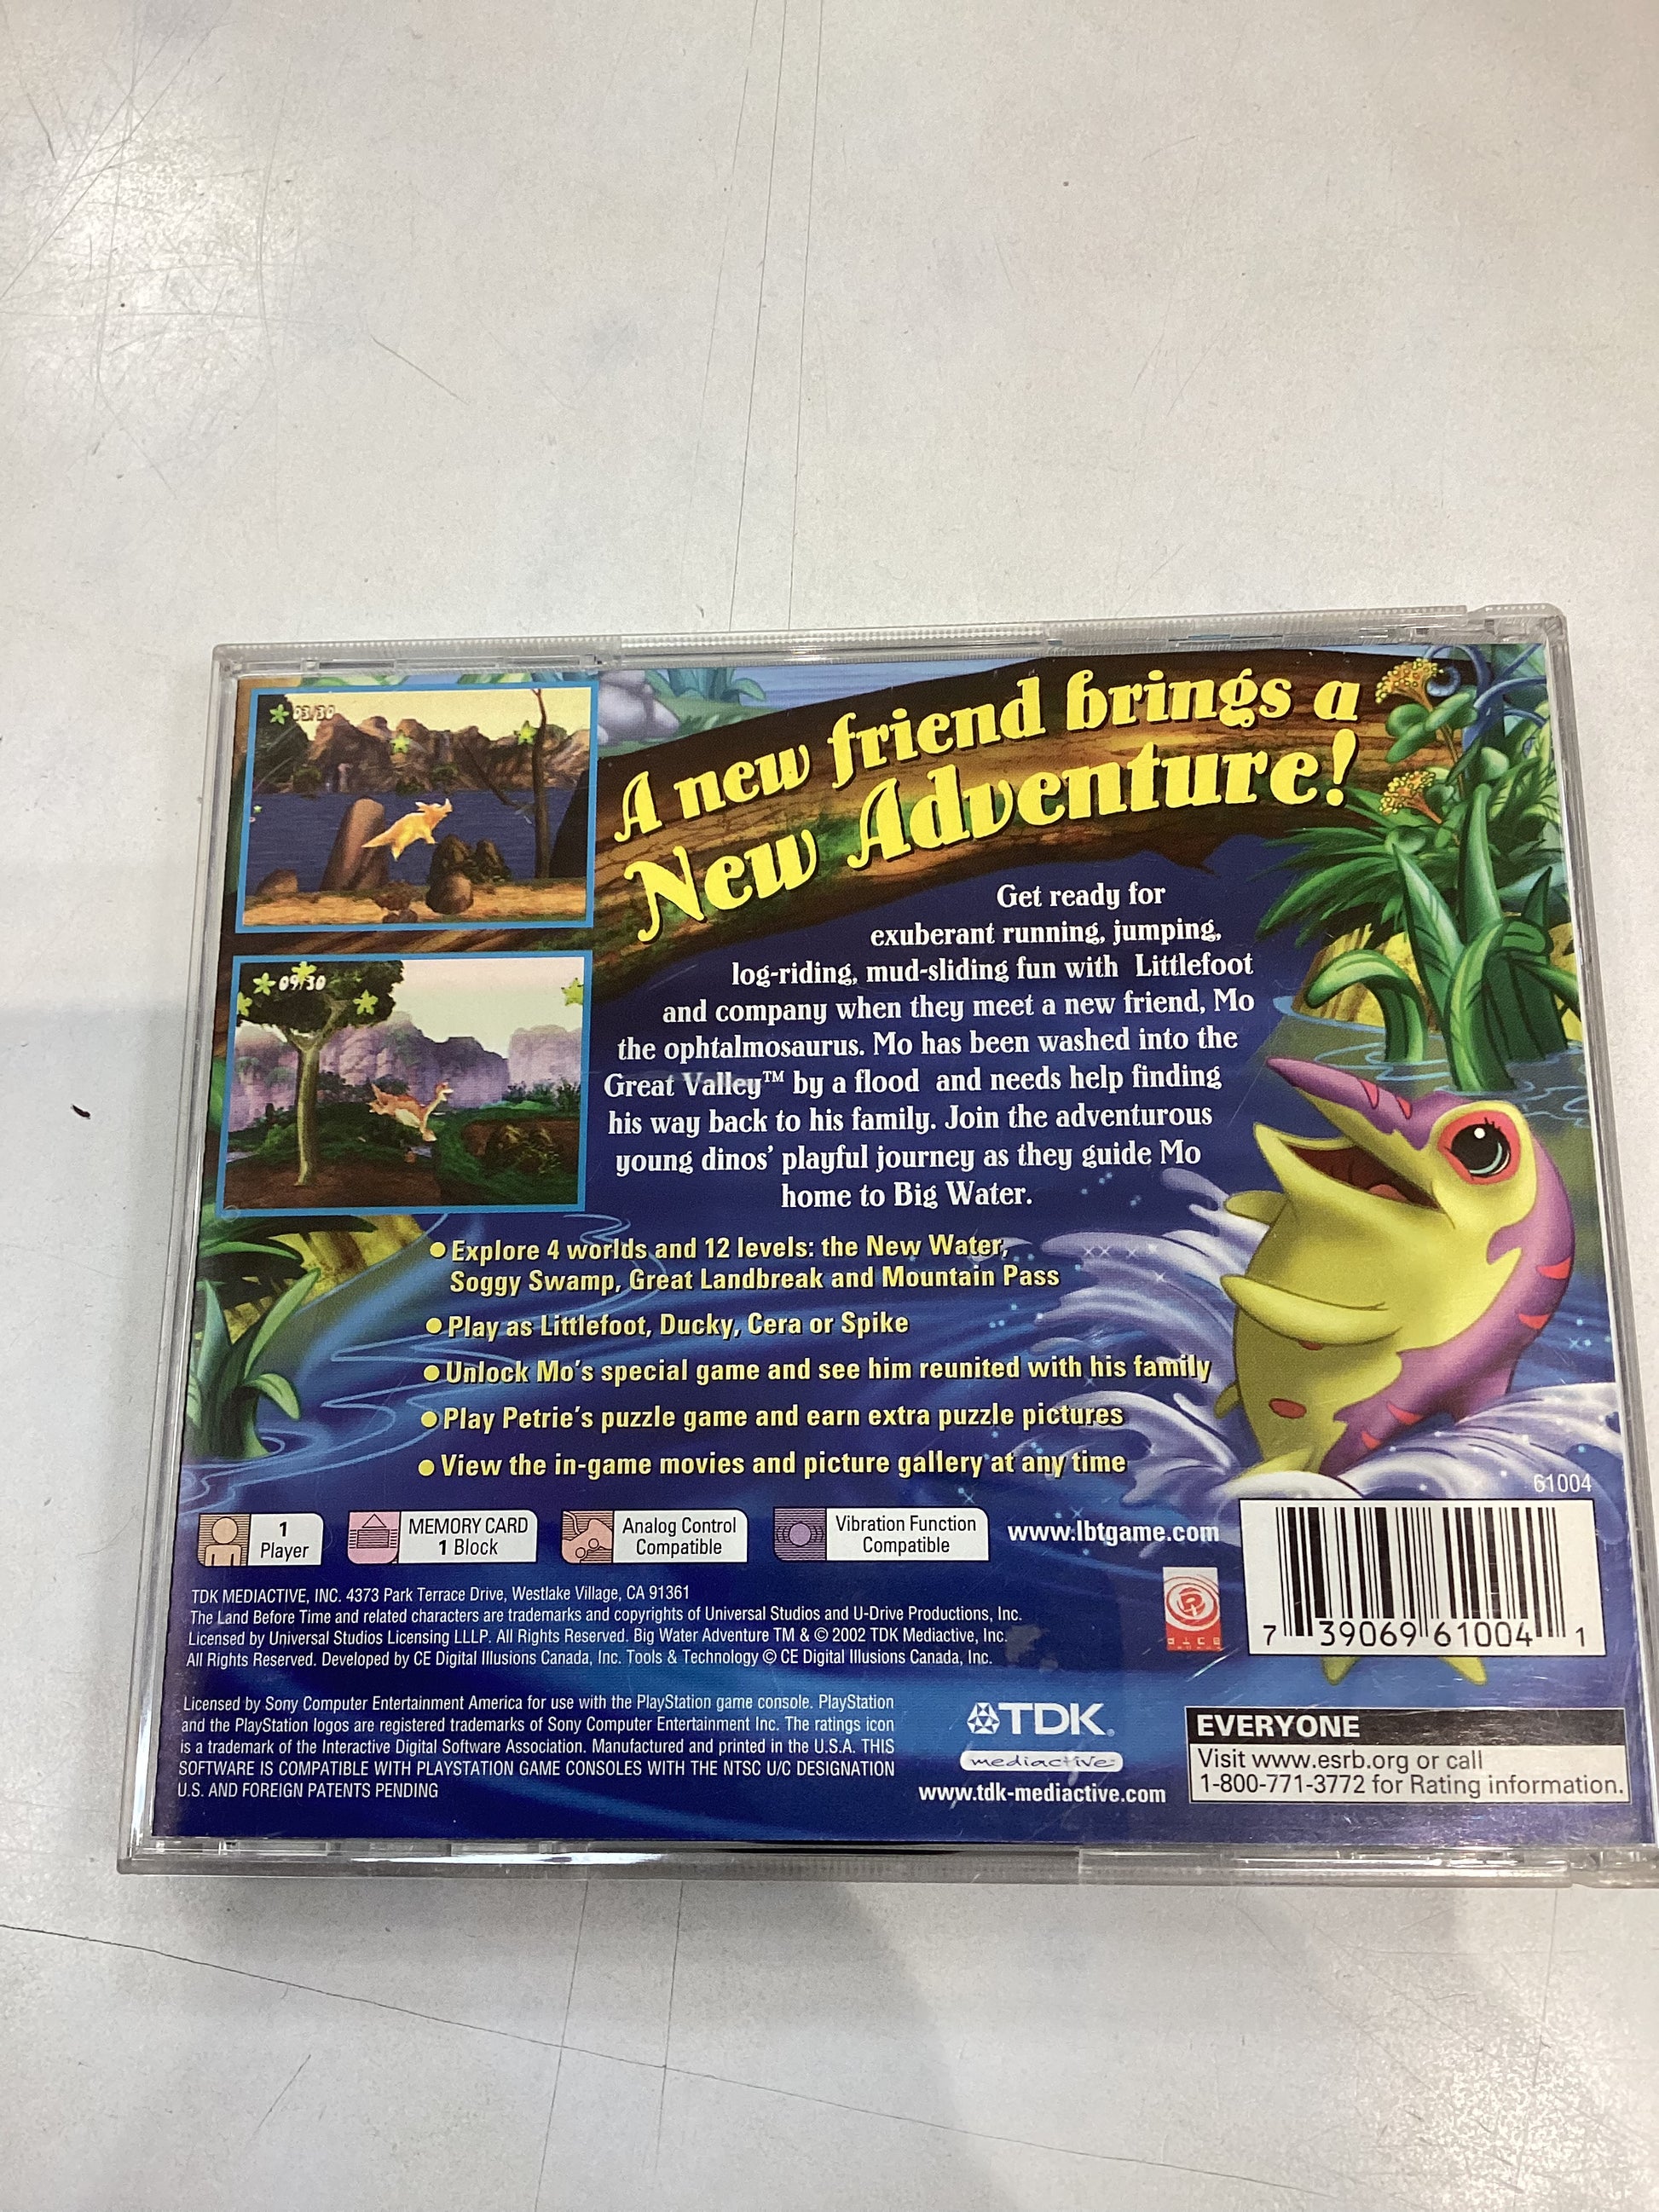 03/30
A new friend brings a
New Adventure!
09/30
Get ready for
exuberant running, jumping,
log-riding, mud-sliding fun with Littlefoot
and company when they meet a new friend, Mo
the ophtalmosaurus. Mo has been washed into the
Great Valley™ by a flood and needs help finding
his way back to his family. Join the adventurous
young dinos' playful journey as they guide Mo
home to Big Water.
• Explore 4 worlds and 12 levels: the New Water,
Soggy Swamp, Great Landbreak and Mountain Pass
• Play as Littlefoot, Ducky, Cera or Spike
• Unlock Mo's special game and see him reunited with his family
• Play Petrie's puzzle game and earn extra puzzle pictures
• View the in-game movies and picture gallery at any time
61004
1
Player
MEMORY CARD
1 Block
Analog Control
Compatible
Vibration Function
Compatible
www.lbtgame.com
7 39069 61004 1
DICE
TDK MEDIACTIVE, INC. 4373 Park Terrace Drive, Westlake Village, CA 91361
The Land Before Time and related characters are trademarks and copyrights of Universal Studios and U-Drive Productions, Inc.
Licensed by Universal Studios Licensing LLLP. All Rights Reserved. Big Water Adventure TM & © 2002 TDK Mediactive, Inc.
All Rights Reserved. Developed by CE Digital Illusions Canada, Inc. Tools & Technology © CE Digital Illusions Canada, Inc.
Licensed by Sony Computer Entertainment America for use with the PlayStation game console. PlayStation
and the PlayStation logos are registered trademarks of Sony Computer Entertainment Inc. The ratings icon
is a trademark of the Interactive Digital Software Association. Manufactured and printed in the U.S.A. THIS
SOFTWARE IS COMPATIBLE WITH PLAYSTATION GAME CONSOLES WITH THE NTSC U/C DESIGNATION
U.S. AND FOREIGN PATENTS PENDING
TDK®
mediactive™
www.tdk-mediactive.com
EVERYONE
Visit www.esrb.org or call
1-800-771-3772 for Rating information.